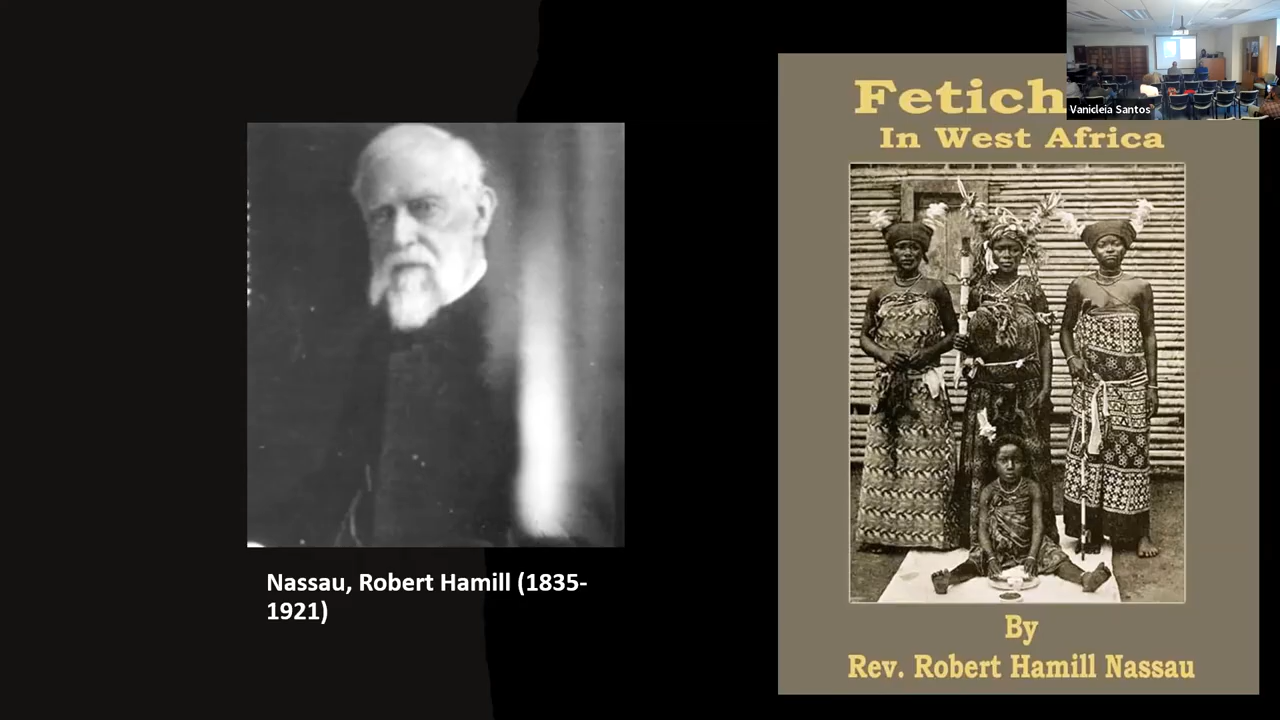 Vanicleia Santos
Nassau, Robert Hamill (1835-
1921)
Fetich
In West Africa
By
Rev. Robert Hamill Nassau